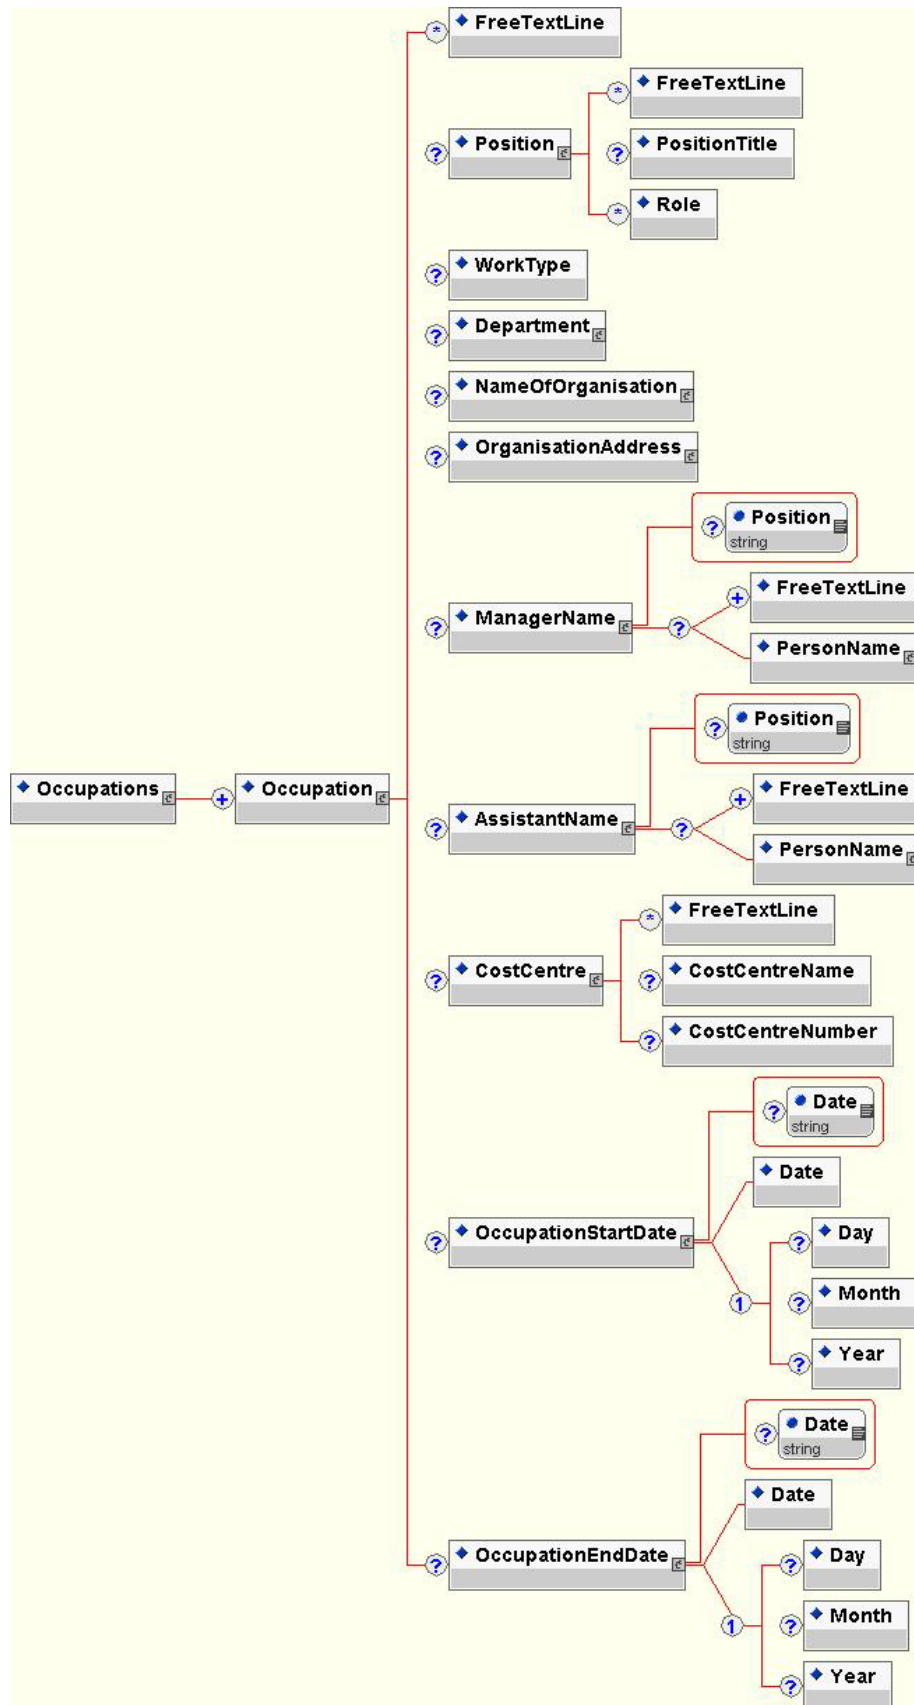 FreeTextLine
*
FreeTextLine
*
Position
?
PositionTitle
?
Role
*
WorkType
?
Department
?
NameOfOrganisation
?
OrganisationAddress
?
Position
?
string
FreeTextLine
+
ManagerName
?
?
PersonName
Position
?
string
Occupations
+
Occupation
FreeTextLine
+
AssistantName
?
?
PersonName
FreeTextLine
*
CostCentre
?
CostCentreName
?
CostCentreNumber
?
Date
?
string
Date
OccupationStartDate
?
Day
?
1
Month
?
Year
?
Date
?
string
Date
OccupationEndDate
?
Day
?
1
Month
?
Year
?